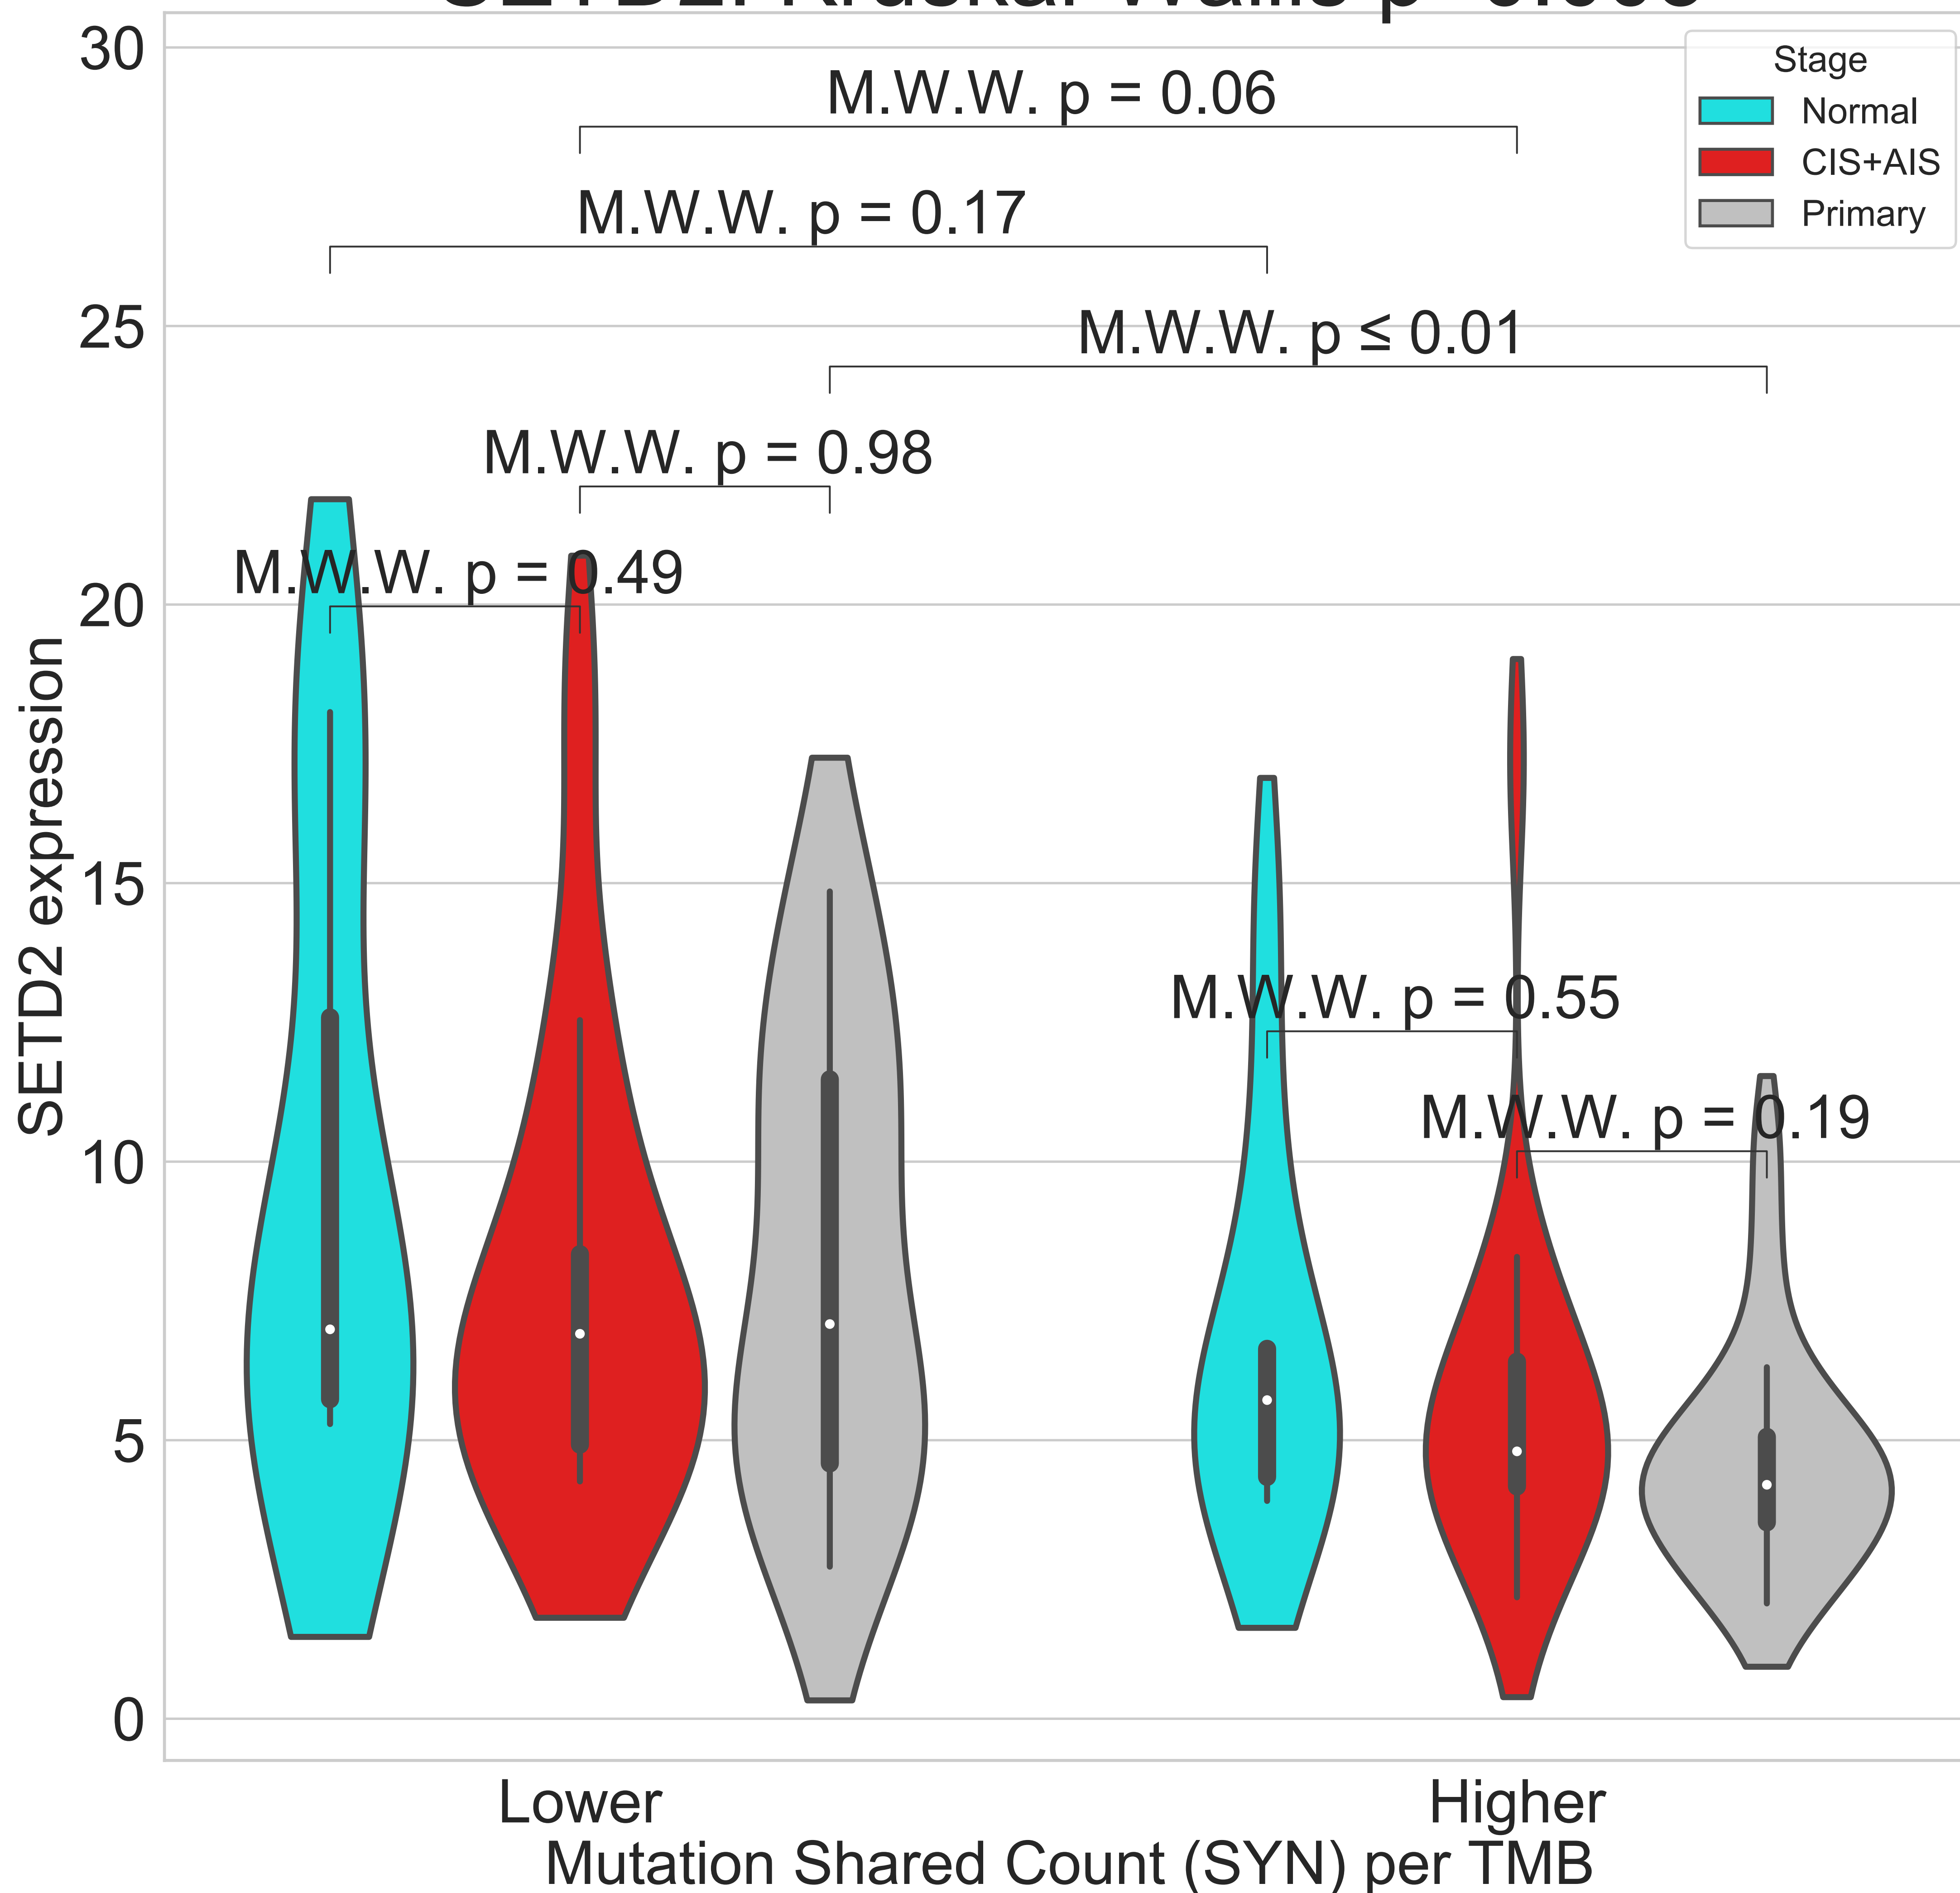 30
M.W.W. p = 0.06
Stage
Normal
CIS+AIS
Primary
M.W.W. p = 0.17
25
M.W.W. p ≤ 0.01
M.W.W. p = 0.98
M.W.W. p = 0.49
20
SETD2 expression
15
M.W.W. p = 0.55
M.W.W. p = 0.19
10
5
0
Lower
Higher
Mutation Shared Count (SYN) per TMB